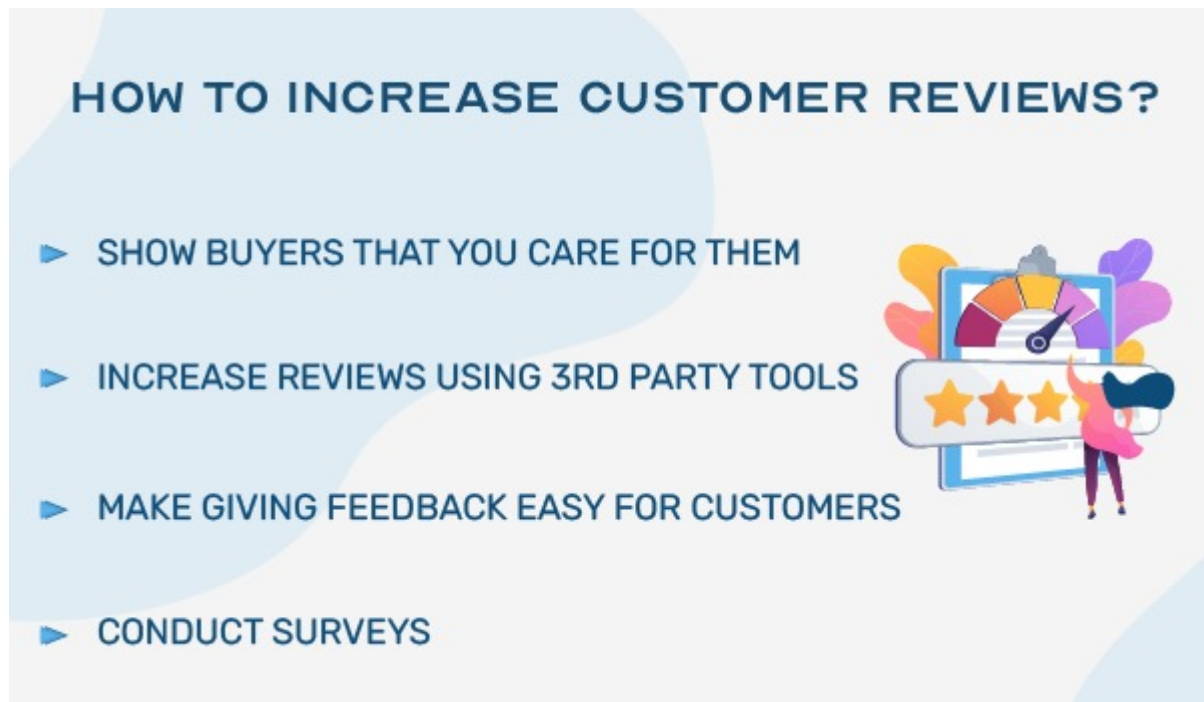 HOW TO INCREASE CUSTOMER REVIEWS?
SHOW BUYERS THAT YOU CARE FOR THEM
INCREASE REVIEWS USING 3RD PARTY TOOLS
MAKE GIVING FEEDBACK EASY FOR CUSTOMERS
CONDUCT SURVEYS